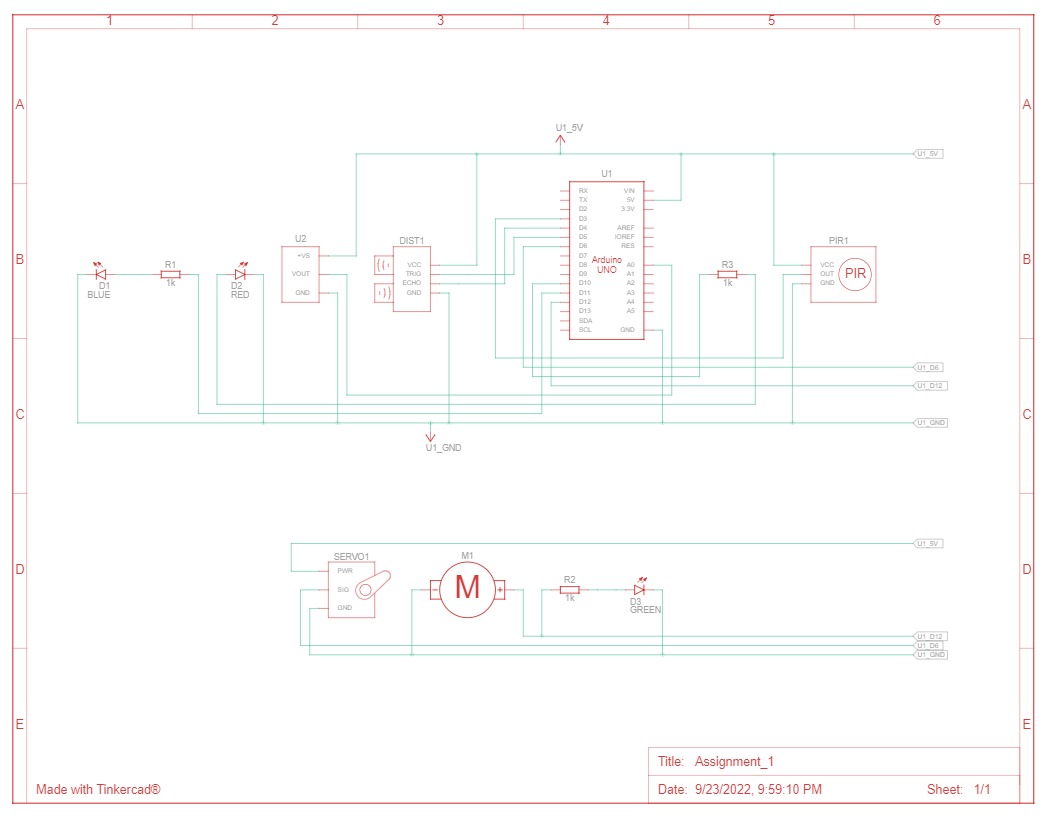 1 2 3 4 5 6
A A
U1_5V
U1_5V
U1
RX VIN
TX 5V
D2 3.3V
D3
D4 AREF
D5 IOREF
D6 RES
D7
D8 A0
D9 A1
D10 A2
D11 A3
D12 A4
D13 A5
SDA
SCL GND
Arduino
UNO
U2
+VS
VOUT
GND
DIST1
VCC
TRIG
ECHO
GND
PIR1
VCC
OUT
GND
PIR
B B
R1
1k
R3
1k
D1
BLUE
D2
RED
U1_D6
U1_D12
C C
U1_GND
U1_GND
U1_5V
SERVO1
PWR
SIG
GND
M1
- M +
D D
R2
1k
D3
GREEN
U1_D12
U1_D6
U1_GND
E E
Title: Assignment_1
Made with Tinkercad®
Date: 9/23/2022, 9:59:10 PM Sheet: 1/1